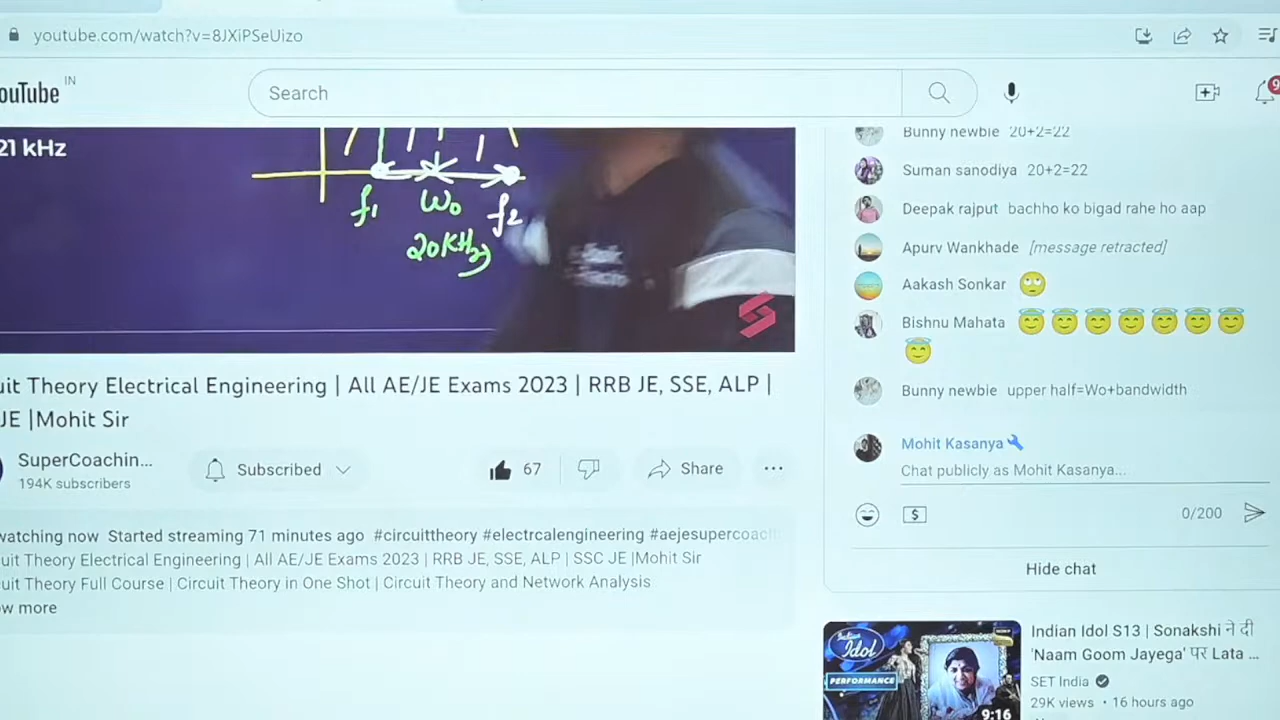 youtube.com/watch?v=8JXiPSeUizo
ouTube IN
Search
9
21 kHz
f1 ω0 f2
20KHz
uit Theory Electrical Engineering | All AE/JE Exams 2023 | RRB JE, SSE, ALP |
JE |Mohit Sir
SuperCoachin...
194K subscribers
Subscribed
67
Share
watching now Started streaming 71 minutes ago #circuittheory #electrcalengineering #aejesupercoach
uit Theory Electrical Engineering | All AE/JE Exams 2023 | RRB JE, SSE, ALP | SSC JE |Mohit Sir
uit Theory Full Course | Circuit Theory in One Shot | Circuit Theory and Network Analysis
ow more
Bunny newbie 20+2=22
Suman sanodiya 20+2=22
Deepak rajput bachho ko bigad rahe ho aap
Apurv Wankhade [message retracted]
Aakash Sonkar
Bishnu Mahata
Bunny newbie upper half=Wo+bandwidth
Mohit Kasanya
Chat publicly as Mohit Kasanya...
$
0/200
Hide chat
Indian Idol
PERFORMANCE
9:16
Indian Idol S13 | Sonakshi ने दी
'Naam Goom Jayega' पर Lata ...
SET India
29K views • 16 hours ago